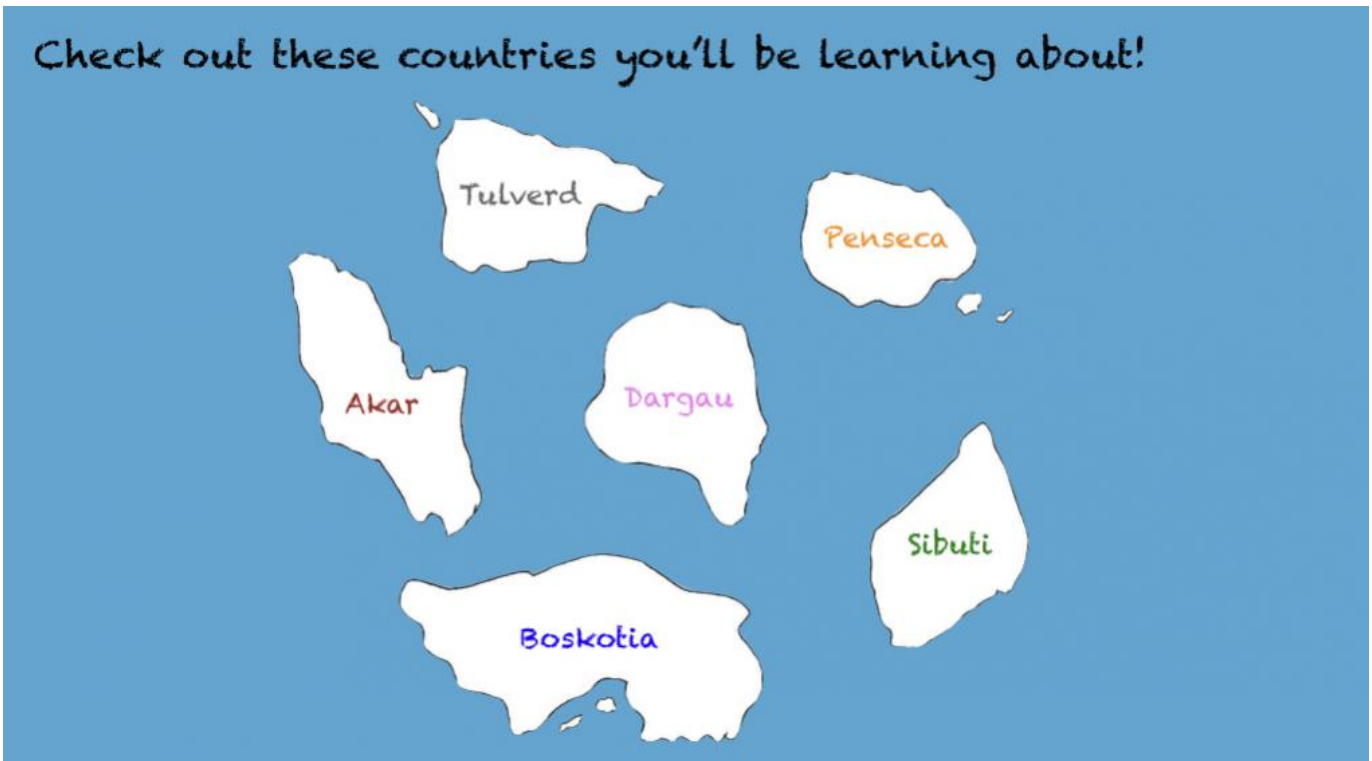 Check out these countries you'll be learning about!
Tulverd
Penseca
Akar
Dargau
Sibuti
Boskotia